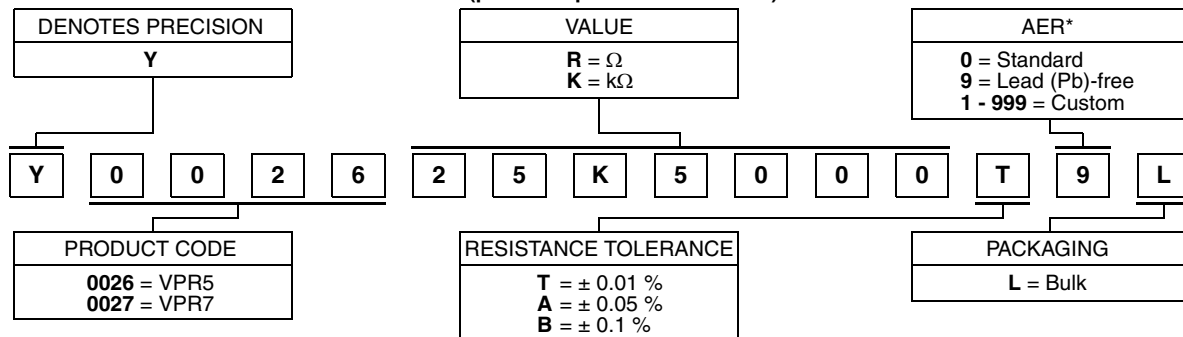 DENOTES PRECISION
Y
VALUE
R = Ω
K = kΩ
AER*
0 = Standard
9 = Lead (Pb)-free
1 - 999 = Custom
Y 0 0 2 6 2 5 K 5 0 0 0 T 9 L
PRODUCT CODE
0026 = VPR5
0027 = VPR7
RESISTANCE TOLERANCE
T = ± 0.01 %
A = ± 0.05 %
B = ± 0.1 %
PACKAGING
L = Bulk